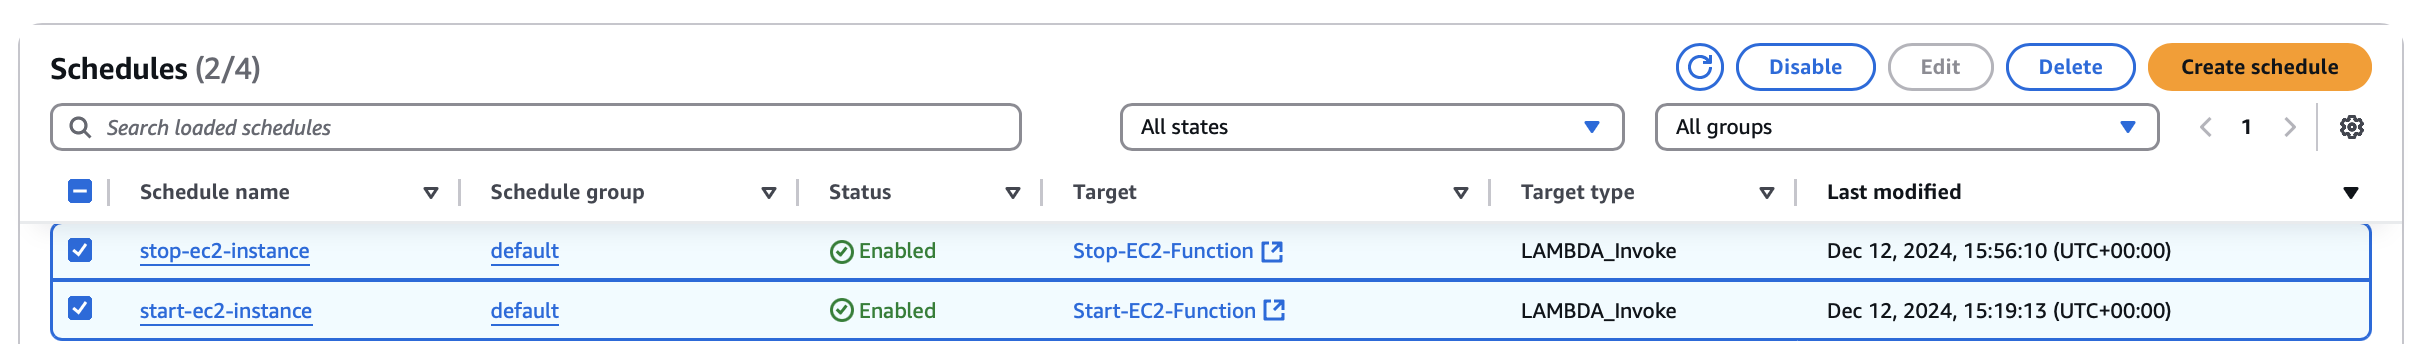 Schedules (2/4)
Disable
Edit
Delete
Create schedule
Search loaded schedules
All states
All groups
1
Schedule name Schedule group Status Target Target type Last modified
stop-ec2-instance default Enabled Stop-EC2-Function LAMBDA_Invoke Dec 12, 2024, 15:56:10 (UTC+00:00)
start-ec2-instance default Enabled Start-EC2-Function LAMBDA_Invoke Dec 12, 2024, 15:19:13 (UTC+00:00)